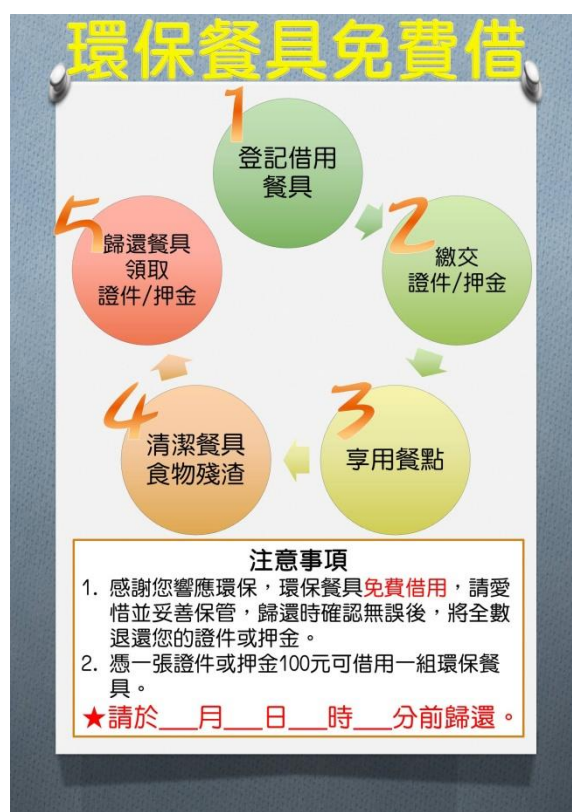 環保餐具免費借
1
登記借用
餐具
2
繳交
證件/押金
3
享用餐點
4
清潔餐具
食物殘渣
5
歸還餐具
領取
證件/押金
注意事項
1. 感謝您響應環保，環保餐具免費借用，請愛
惜並妥善保管，歸還時確認無誤後，將全數
退還您的證件或押金。
2. 憑一張證件或押金100元可借用一組環保餐
具。
★請於___月___日___時___分前歸還。